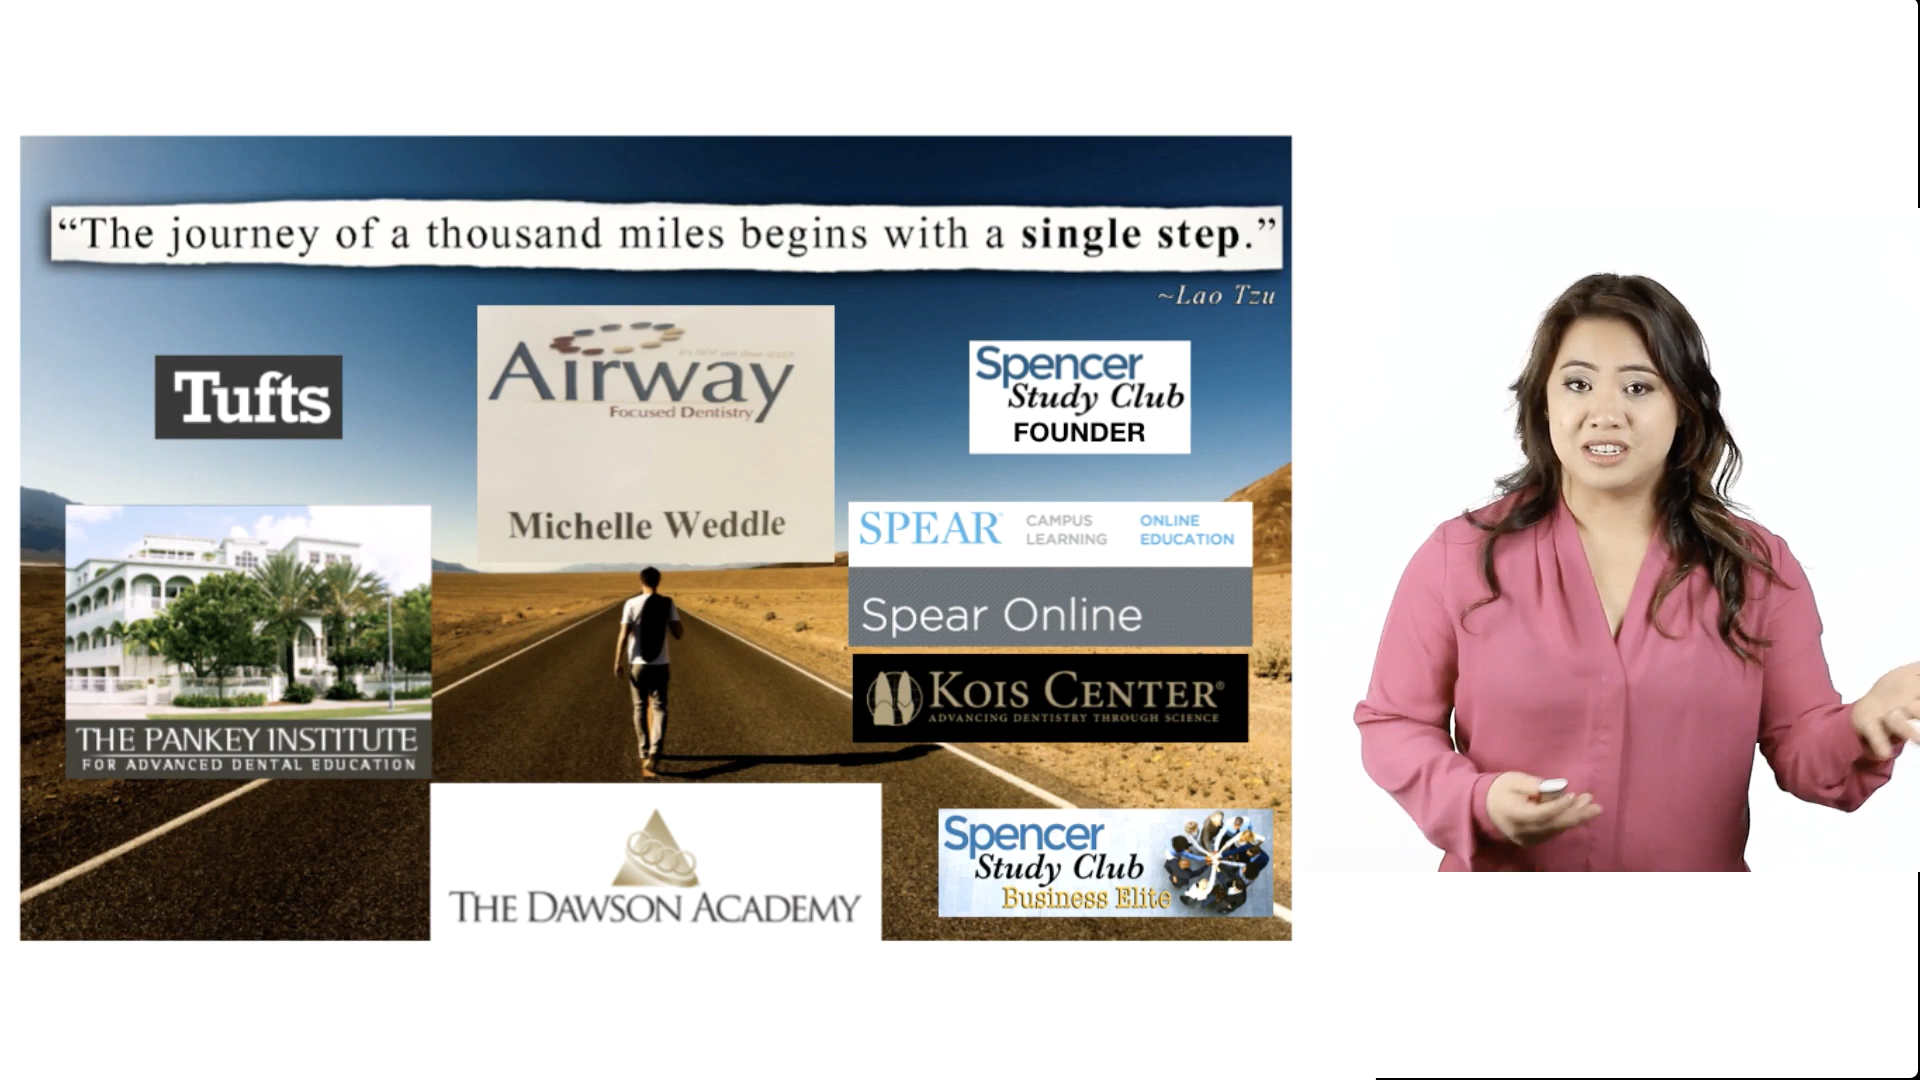 “The journey of a thousand miles begins with a single step.”
~Lao Tzu
Tufts
Airway
Focused Dentistry
Michelle Weddle
Spencer
Study Club
FOUNDER
SPEAR
CAMPUS
LEARNING
ONLINE
EDUCATION
Spear Online
KOIS CENTER®
ADVANCING DENTISTRY THROUGH SCIENCE
THE PANKEY INSTITUTE
FOR ADVANCED DENTAL EDUCATION
THE DAWSON ACADEMY
Spencer
Study Club
Business Elite